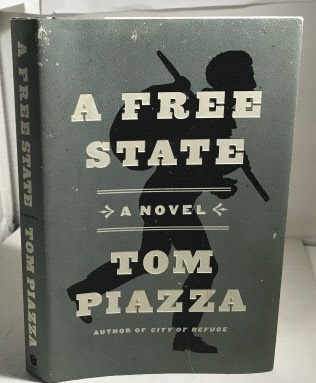 A FREE
STATE
A NOVEL
TOM
PIAZZA
AUTHOR OF CITY OF REFUGE
A FREE STATE
TOM PIAZZA